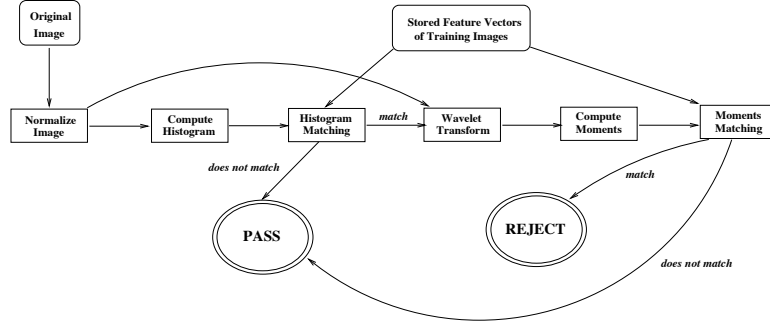 Original
Image
Stored Feature Vectors
of Training Images
Normalize
Image
Compute
Histogram
Histogram
Matching
match
Wavelet
Transform
Compute
Moments
Moments
Matching
does not match
match
PASS
REJECT
does not match